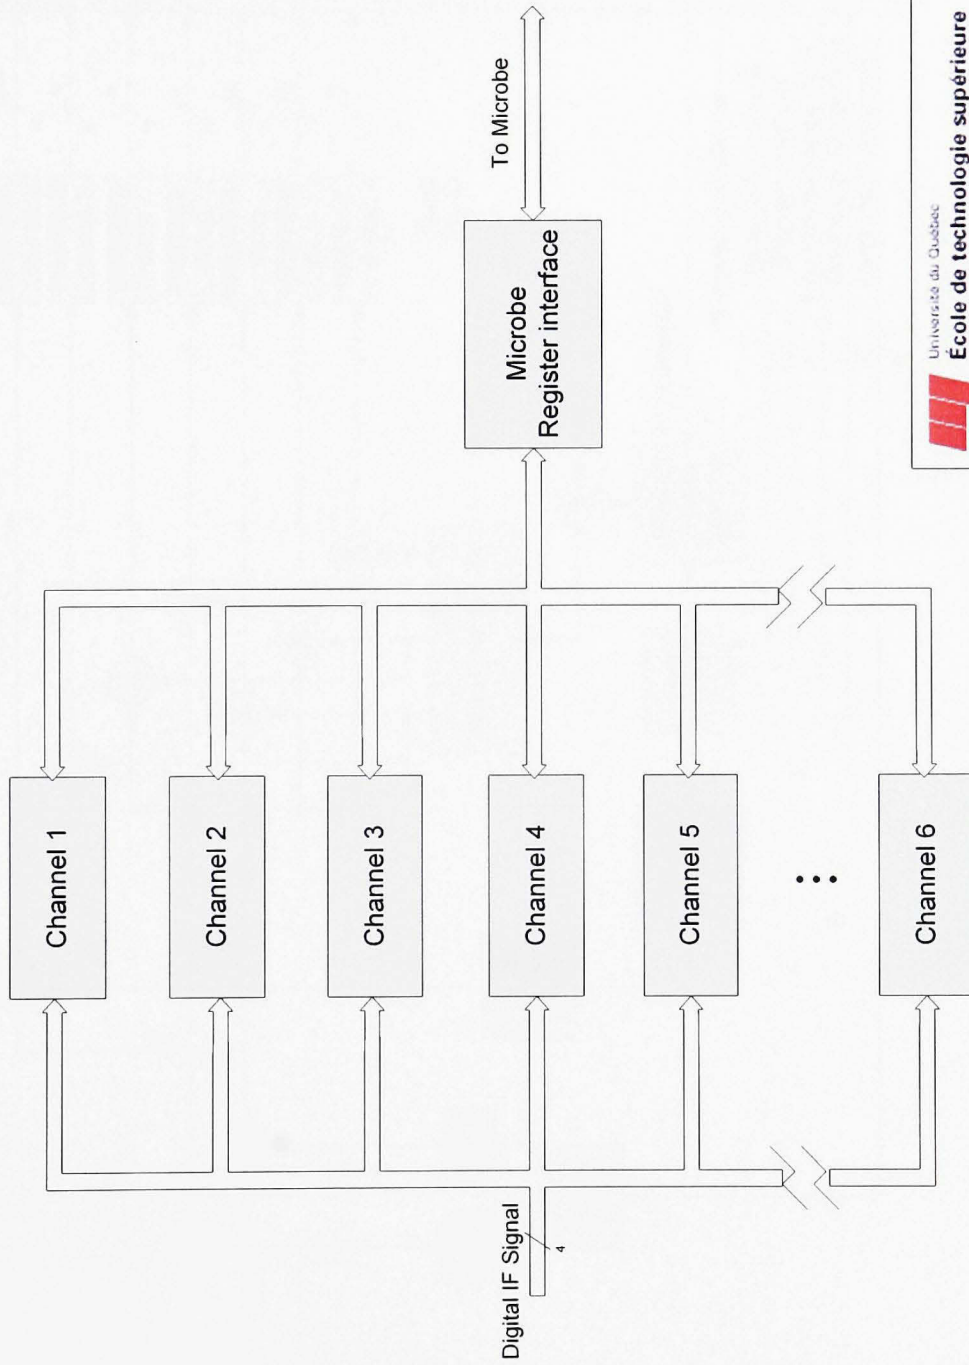 Channel 1
Channel 2
Channel 3
Channel 4
Channel 5
Channel 6
Digital IF Signal
4
Microbe
Register interface
To Microbe
Université du Québec
École de technologie supérieure